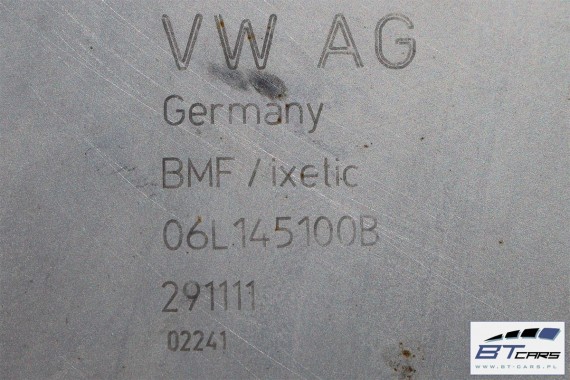 VW AG
Germany
BMF / ixetic
06L145100B
291111
02241
BTCARS
WWW.BT-CARS.PL